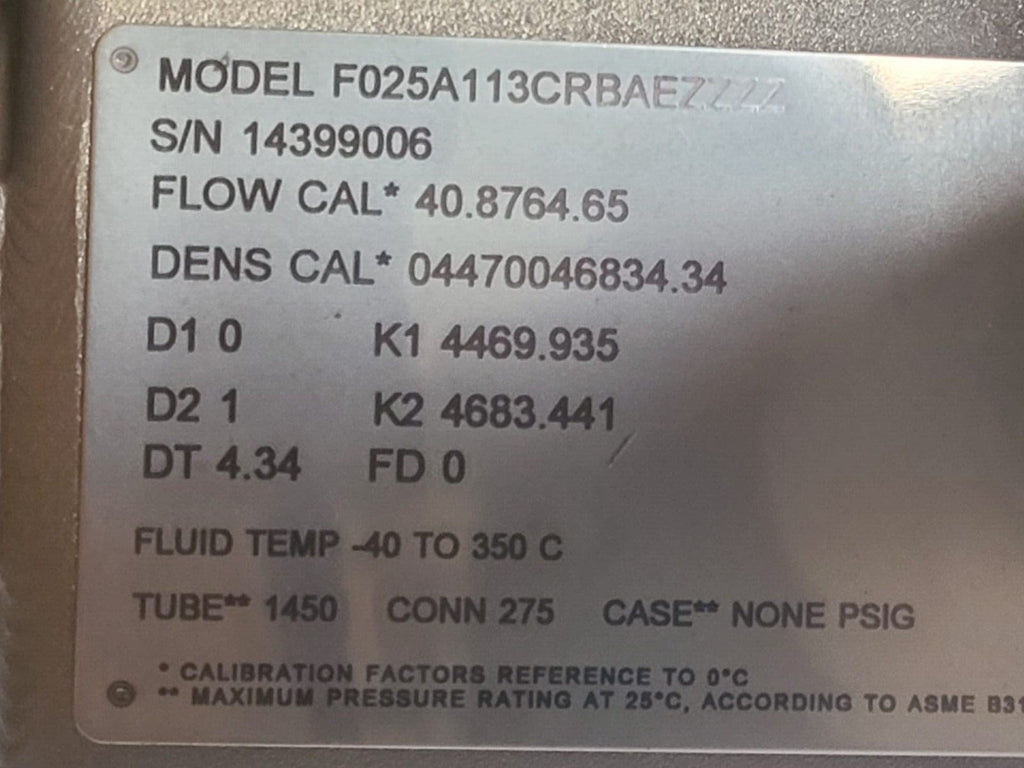 MODEL F025A113CRBAEZZZZ
S/N 14399006
FLOW CAL* 40.8764.65
DENS CAL* 04470046834.34
D1 0 K1 4469.935
D2 1 K2 4683.441
DT 4.34 FD 0
FLUID TEMP -40 TO 350 C
TUBE** 1450 CONN 275 CASE** NONE PSIG
* CALIBRATION FACTORS REFERENCE TO 0°C
** MAXIMUM PRESSURE RATING AT 25°C, ACCORDING TO ASME